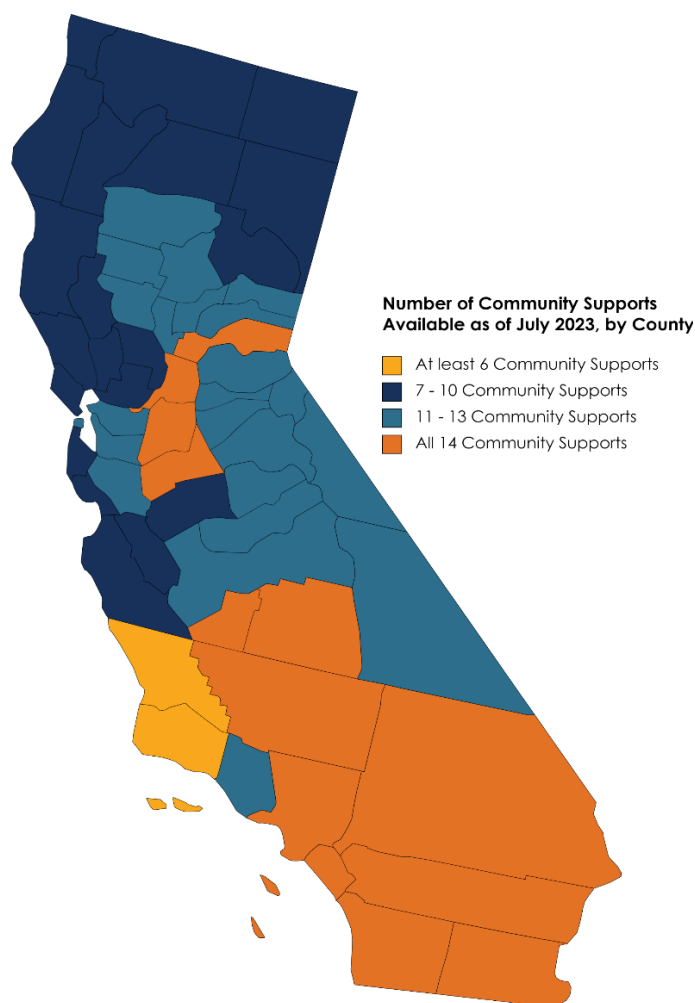 Number of Community Supports
Available as of July 2023, by County
At least 6 Community Supports
7 - 10 Community Supports
11 - 13 Community Supports
All 14 Community Supports